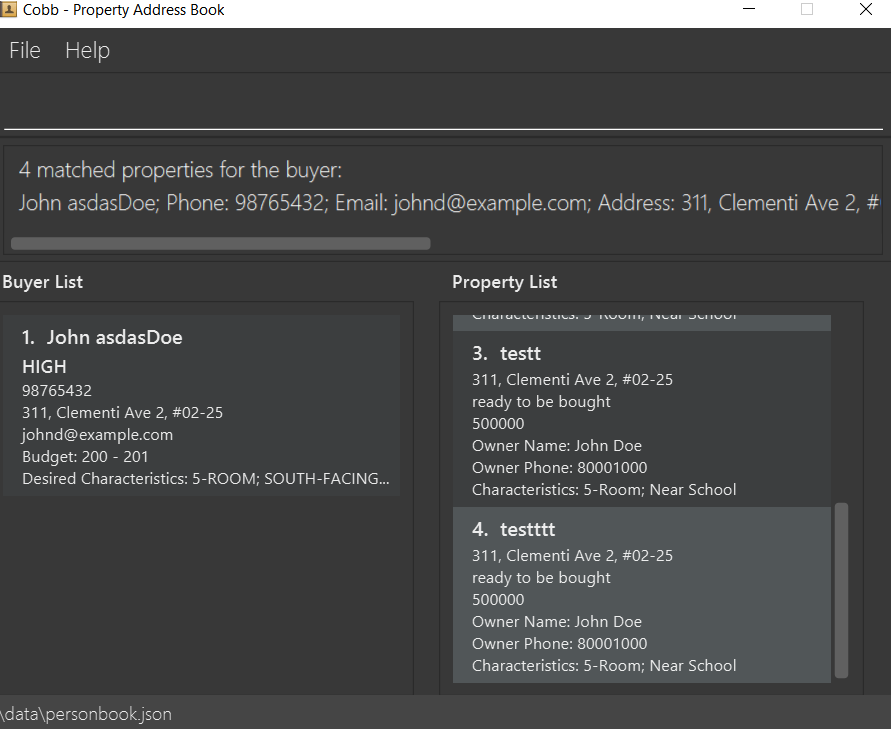 Cobb - Property Address Book
File Help
4 matched properties for the buyer:
John asdasDoe; Phone: 98765432; Email: johnd@example.com; Address: 311, Clementi Ave 2, #
Buyer List
1. John asdasDoe
HIGH
98765432
311, Clementi Ave 2, #02-25
johnd@example.com
Budget: 200 - 201
Desired Characteristics: 5-ROOM; SOUTH-FACING...
Property List
Characteristics: 5-Room; Near School
3. testt
311, Clementi Ave 2, #02-25
ready to be bought
500000
Owner Name: John Doe
Owner Phone: 80001000
Characteristics: 5-Room; Near School
4. testttt
311, Clementi Ave 2, #02-25
ready to be bought
500000
Owner Name: John Doe
Owner Phone: 80001000
Characteristics: 5-Room; Near School
\data\personbook.json